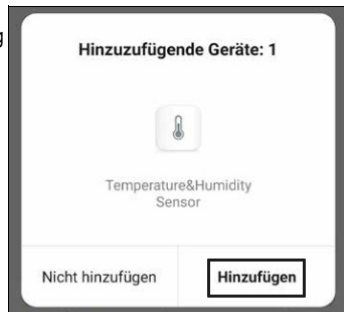 g
Hinzuzufügende Geräte: 1
Temperature&Humidity
Sensor
Nicht hinzufügen
Hinzufügen